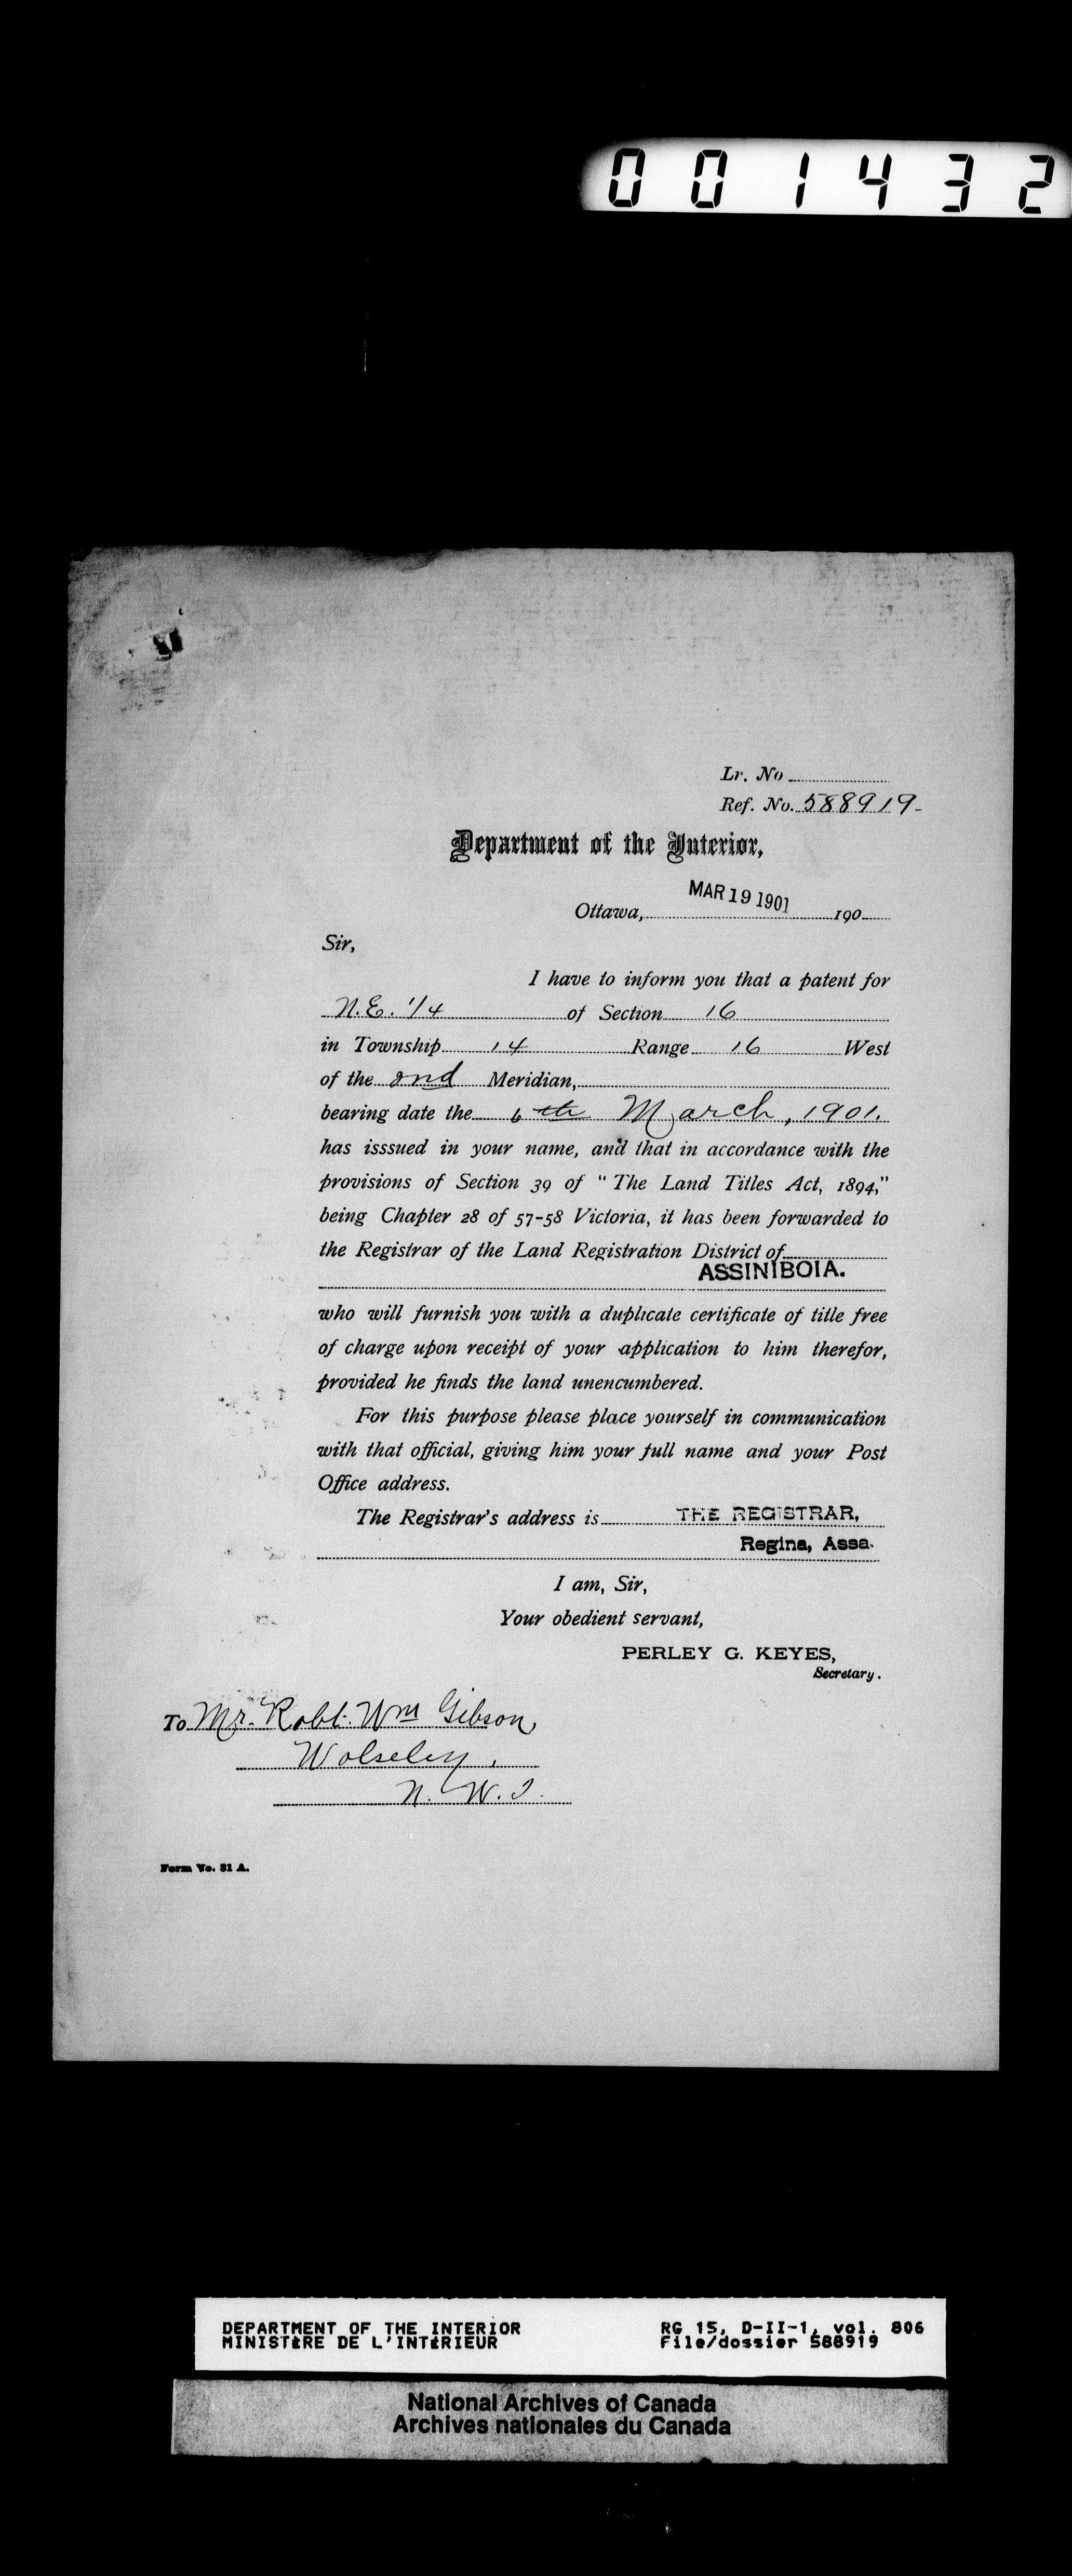 001432
Lr. No
Ref. No. 588919-
Department of the Interior,
Ottawa, MAR 19 1901 190
Sir,
I have to inform you that a patent for
N.E. 1/4 of Section 16
in Township 14 Range 16 West
of the 2nd Meridian,
bearing date the 6th March, 1901.
has isssued in your name, and that in accordance with the
provisions of Section 39 of "The Land Titles Act, 1894,"
being Chapter 28 of 57-58 Victoria, it has been forwarded to
the Registrar of the Land Registration District of
ASSINIBOIA.
who will furnish you with a duplicate certificate of title free
of charge upon receipt of your application to him therefor,
provided he finds the land unencumbered.
For this purpose please place yourself in communication
with that official, giving him your full name and your Post
Office address.
The Registrar's address is THE REGISTRAR,
Regina, Assa.
I am, Sir,
Your obedient servant,
PERLEY G. KEYES,
Secretary.
To Mr. Robt. Wm Gibson,
Wolseley,
N. W. T.
Form No. 31 A.
DEPARTMENT OF THE INTERIOR RG 15, D-II-1, vol. 806
MINISTÈRE DE L'INTÉRIEUR File/dossier 588919
National Archives of Canada
Archives nationales du Canada